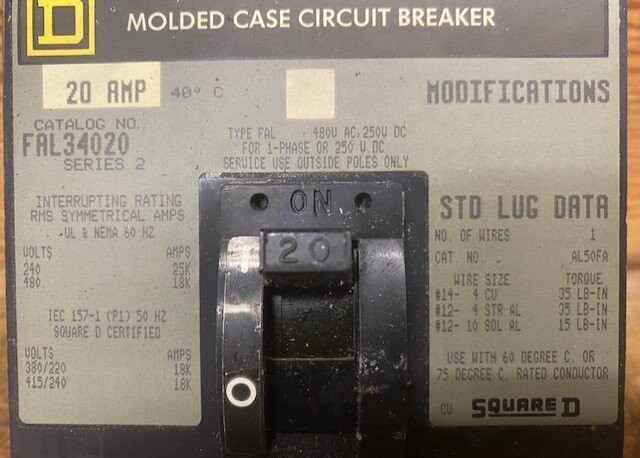 D
MOLDED CASE CIRCUIT BREAKER
20 AMP 40° C
CATALOG NO.
FAL34020
SERIES 2
TYPE FAL 480V AC, 250V DC
FOR 1-PHASE OR 250 V DC
SERVICE USE OUTSIDE POLES ONLY
MODIFICATIONS
INTERRUPTING RATING
RMS SYMMETRICAL AMPS
UL & NEMA 60 HZ
VOLTS AMPS
240 25K
480 18K
IEC 157-1 (P1) 50 HZ
SQUARE D CERTIFIED
VOLTS AMPS
380/220 18K
415/240 18K
ON
20
I
O
STD LUG DATA
NO. OF WIRES 1
CAT. NO. AL50FA
WIRE SIZE TORQUE
#14- 4 CU 35 LB-IN
#12- 4 STR AL 35 LB-IN
#12- 10 SOL AL 15 LB-IN
USE WITH 60 DEGREE C. OR
75 DEGREE C. RATED CONDUCTOR
CU SQUARE D